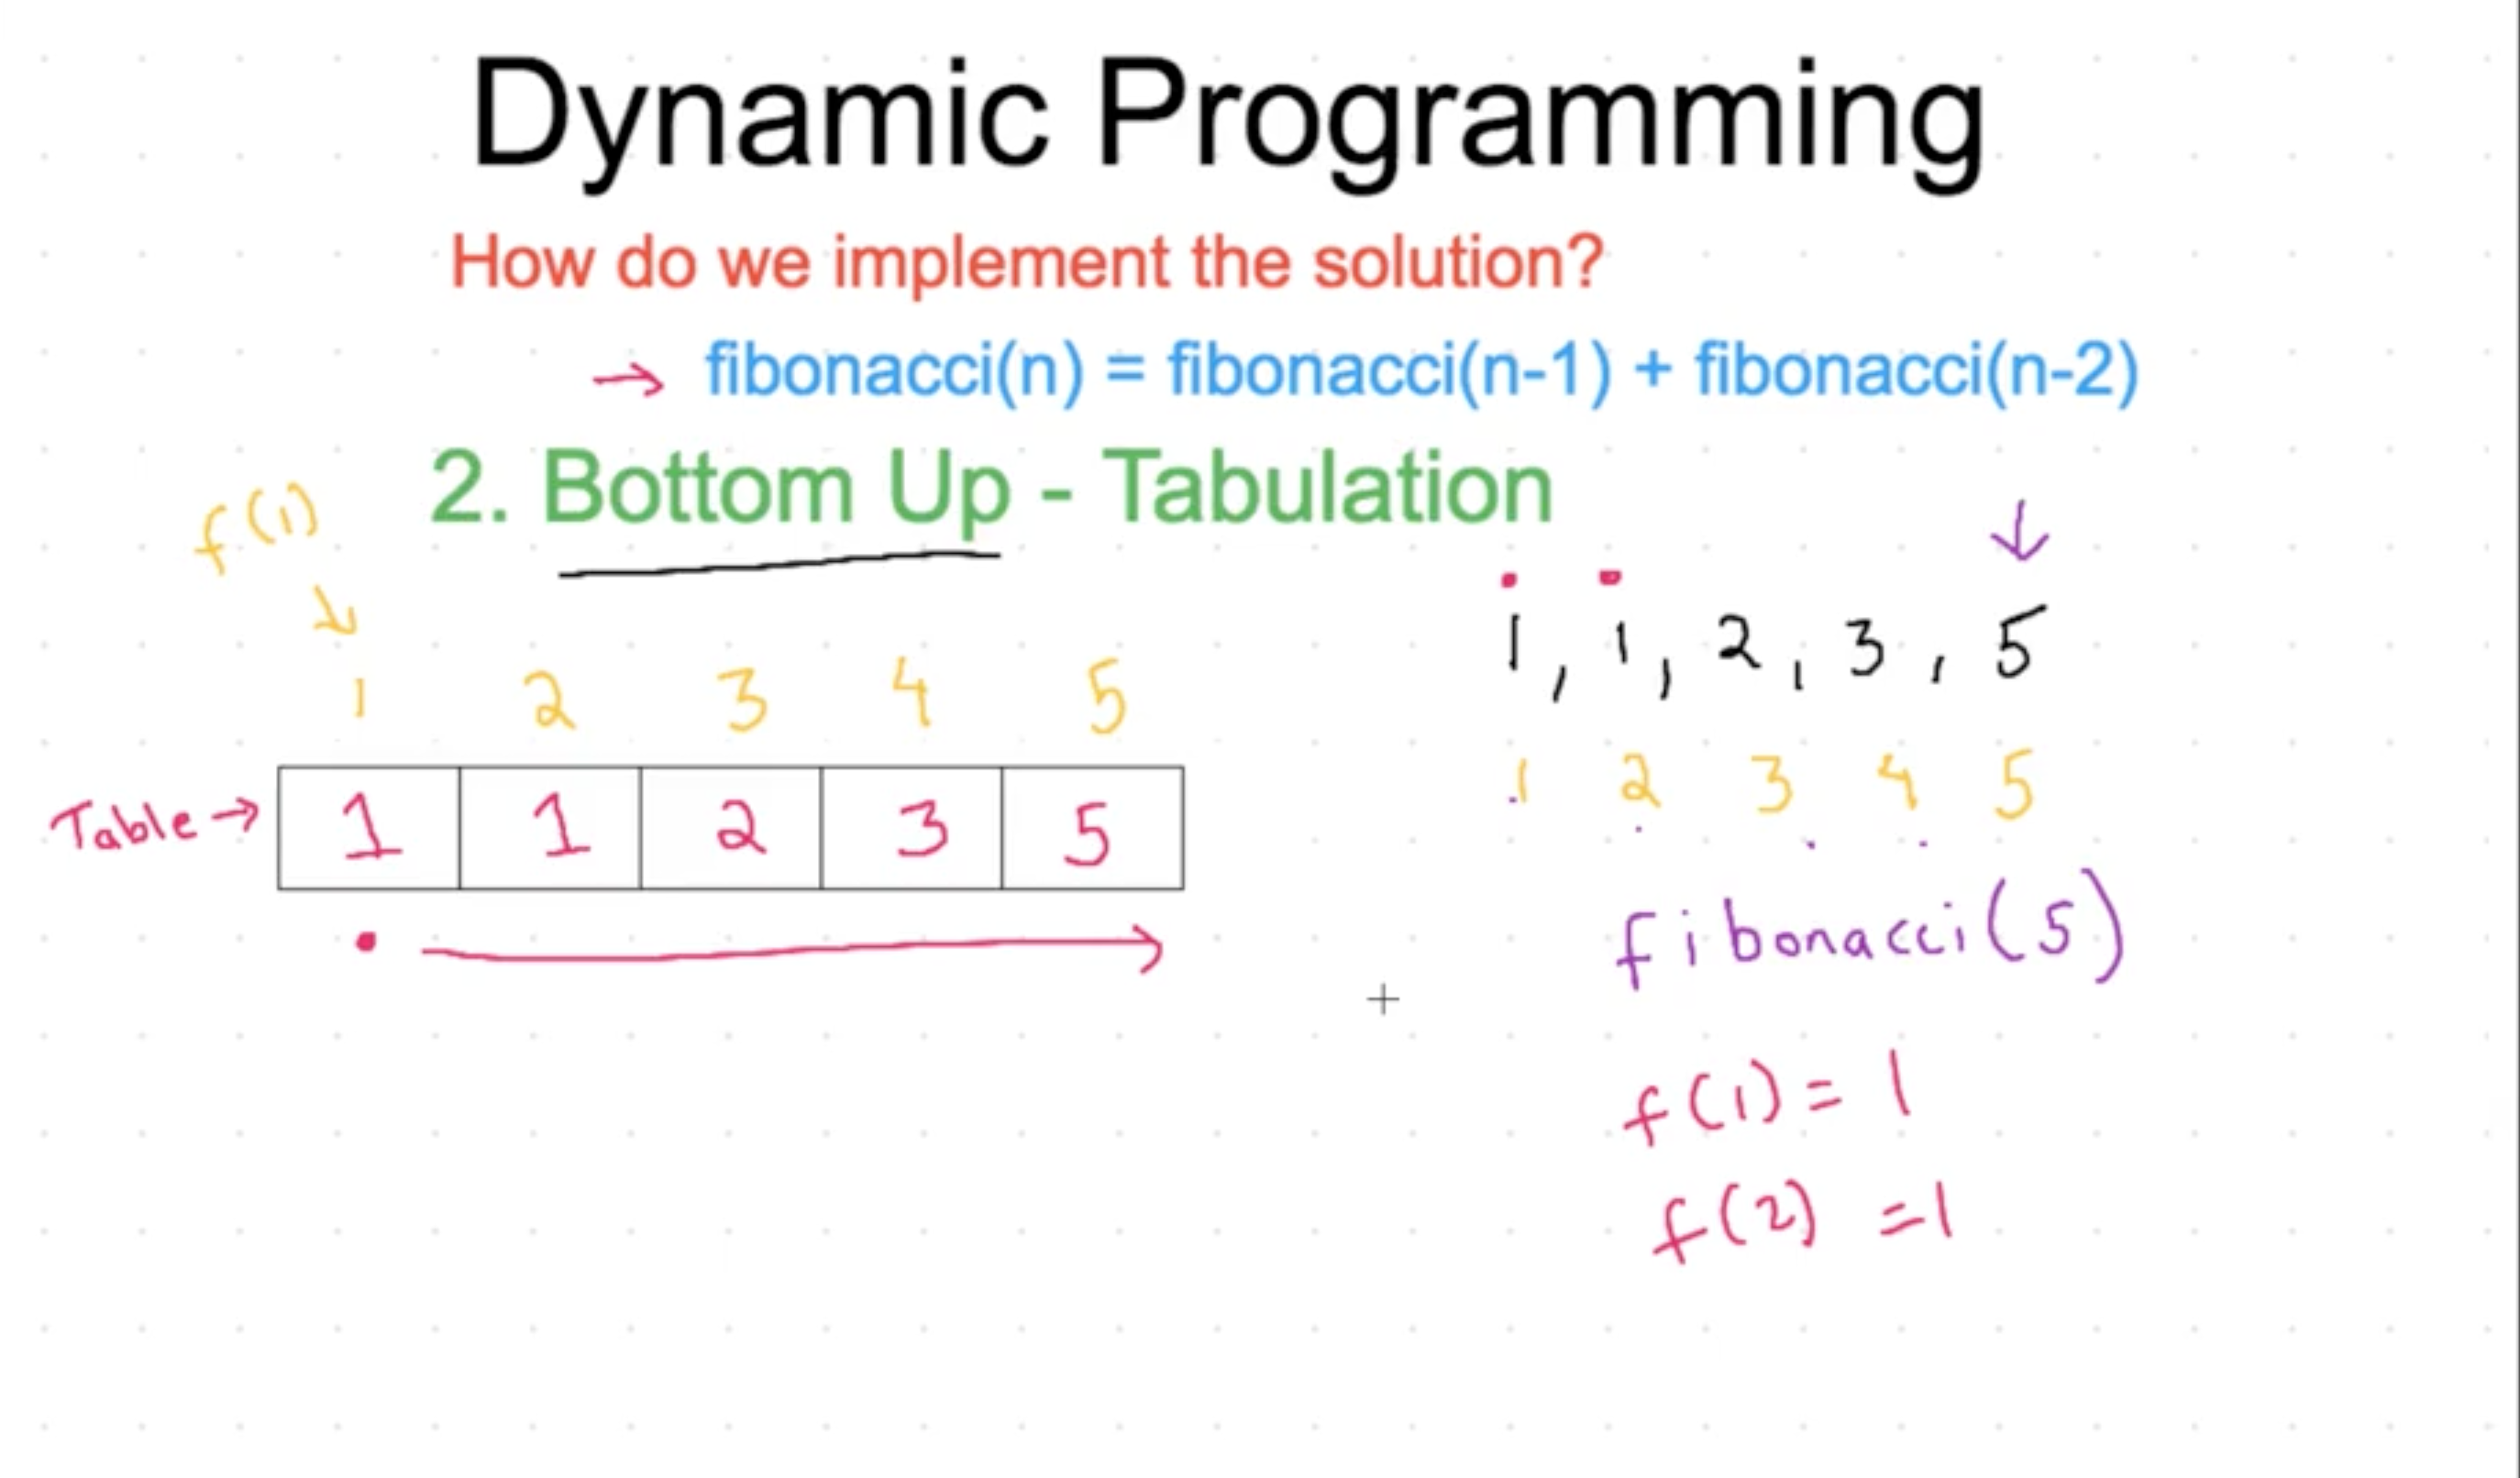 Dynamic Programming
How do we implement the solution?
→ fibonacci(n) = fibonacci(n-1) + fibonacci(n-2)
2. Bottom Up - Tabulation
f(1)
1 2 3 4 5
Table → 1 1 2 3 5
1, 1, 2, 3, 5
1 2 3 4 5
fibonacci(5)
f(1) = 1
f(2) = 1